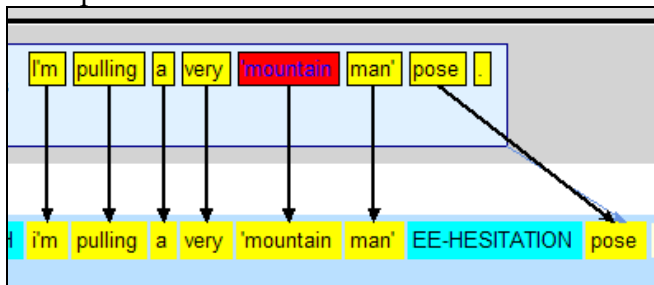 I'm pulling a very 'mountain man' pose .
i'm pulling a very 'mountain man' EE-HESITATION pose